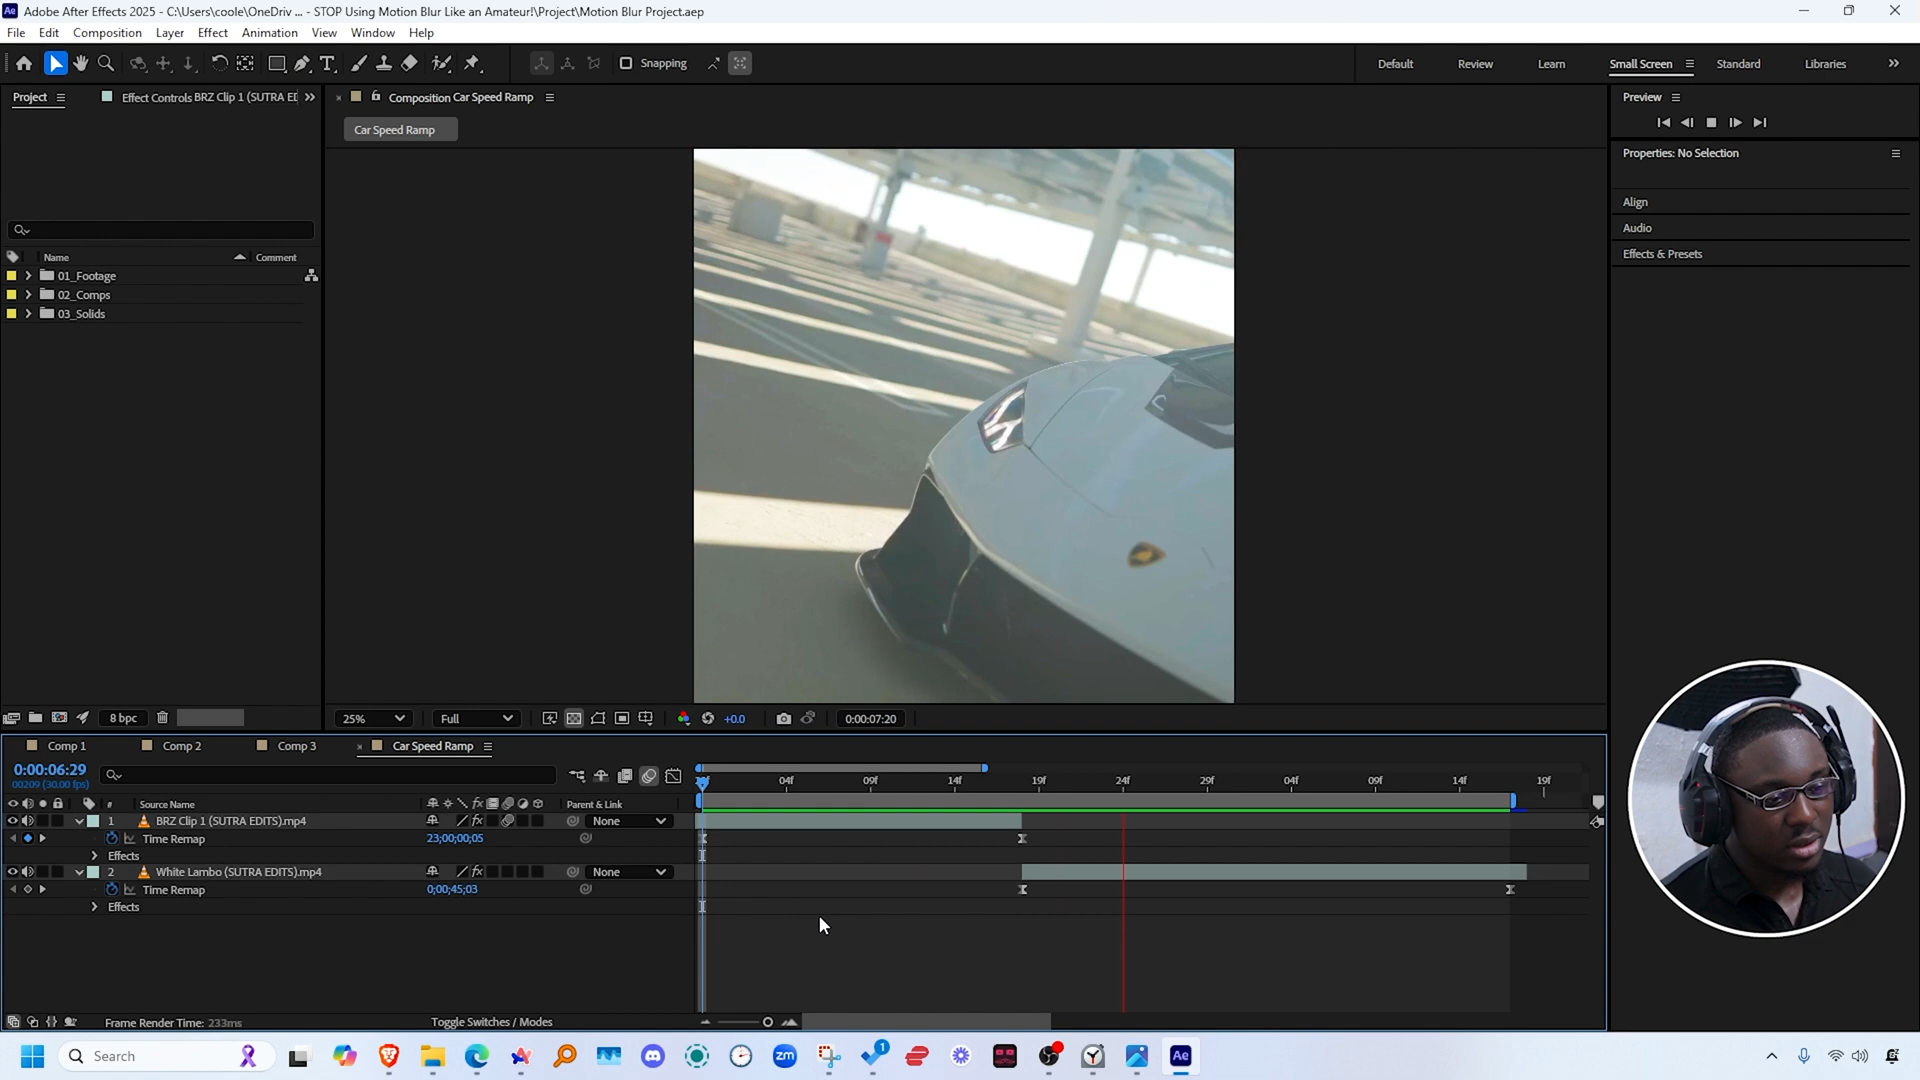 Adobe After Effects 2025 - C:\Users\coole\OneDriv ... - STOP Using Motion Blur Like an Amateur!\Project\Motion Blur Project.aep
File Edit Composition Layer Effect Animation View Window Help
Snapping
Default Review Learn Small Screen Standard Libraries
Project Effect Controls BRZ Clip 1 (SUTRA EI
Composition Car Speed Ramp
Car Speed Ramp
Preview
Properties: No Selection
Align
Audio
Effects & Presets
Name Comment
01_Footage
02_Comps
03_Solids
8 bpc
25% Full +0.0 0:00:07:20
Comp 1 Comp 2 Comp 3 Car Speed Ramp
0:00:06:29
00209 (30.00 fps)
04f 09f 14f 19f 24f 29f 04f 09f 14f 19f
# Source Name Parent & Link
1 BRZ Clip 1 (SUTRA EDITS).mp4 None
Time Remap 23;00;00;05
Effects
2 White Lambo (SUTRA EDITS).mp4 None
Time Remap 0;00;45;03
Effects
Frame Render Time: 233ms Toggle Switches / Modes
Search
zm
1
Ae